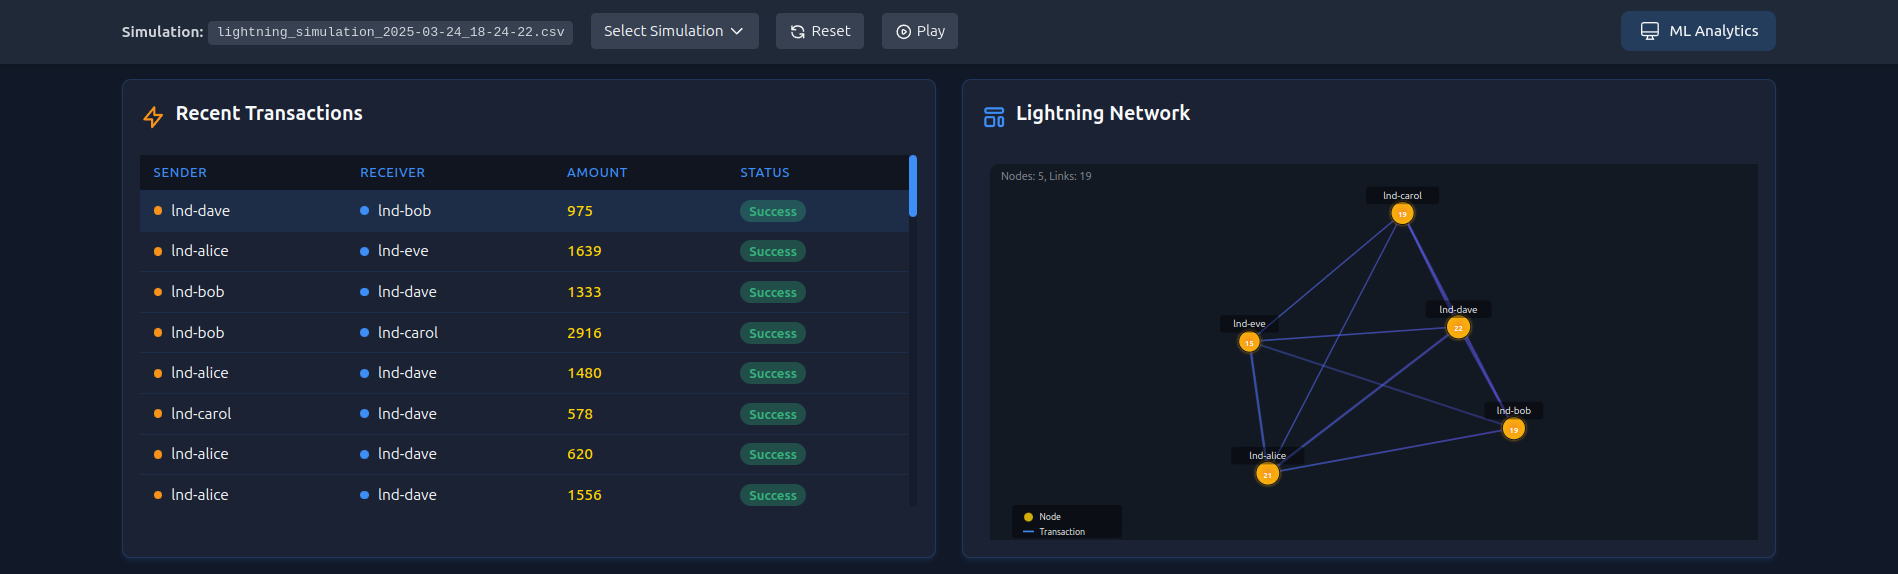 Simulation: lightning_simulation_2025-03-24_18-24-22.csv Select Simulation Reset Play ML Analytics
Recent Transactions
SENDER RECEIVER AMOUNT STATUS
lnd-dave lnd-bob 975 Success
lnd-alice lnd-eve 1639 Success
lnd-bob lnd-dave 1333 Success
lnd-bob lnd-carol 2916 Success
lnd-alice lnd-dave 1480 Success
lnd-carol lnd-dave 578 Success
lnd-alice lnd-dave 620 Success
lnd-alice lnd-dave 1556 Success
Lightning Network
Nodes: 5, Links: 19
lnd-carol
19
lnd-dave
22
lnd-eve
15
lnd-bob
19
lnd-alice
21
Node
Transaction